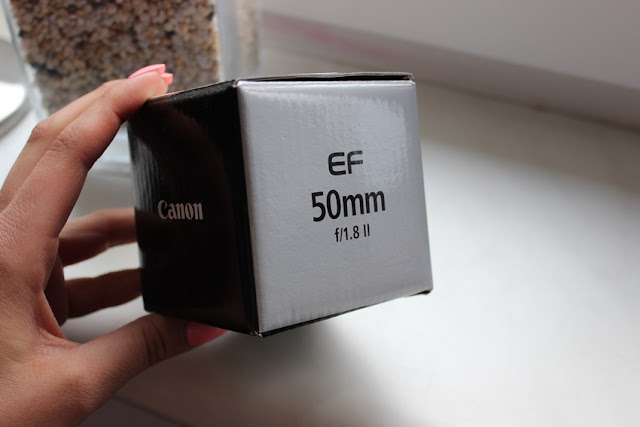 Canon
EF
50mm
f/1.8 II